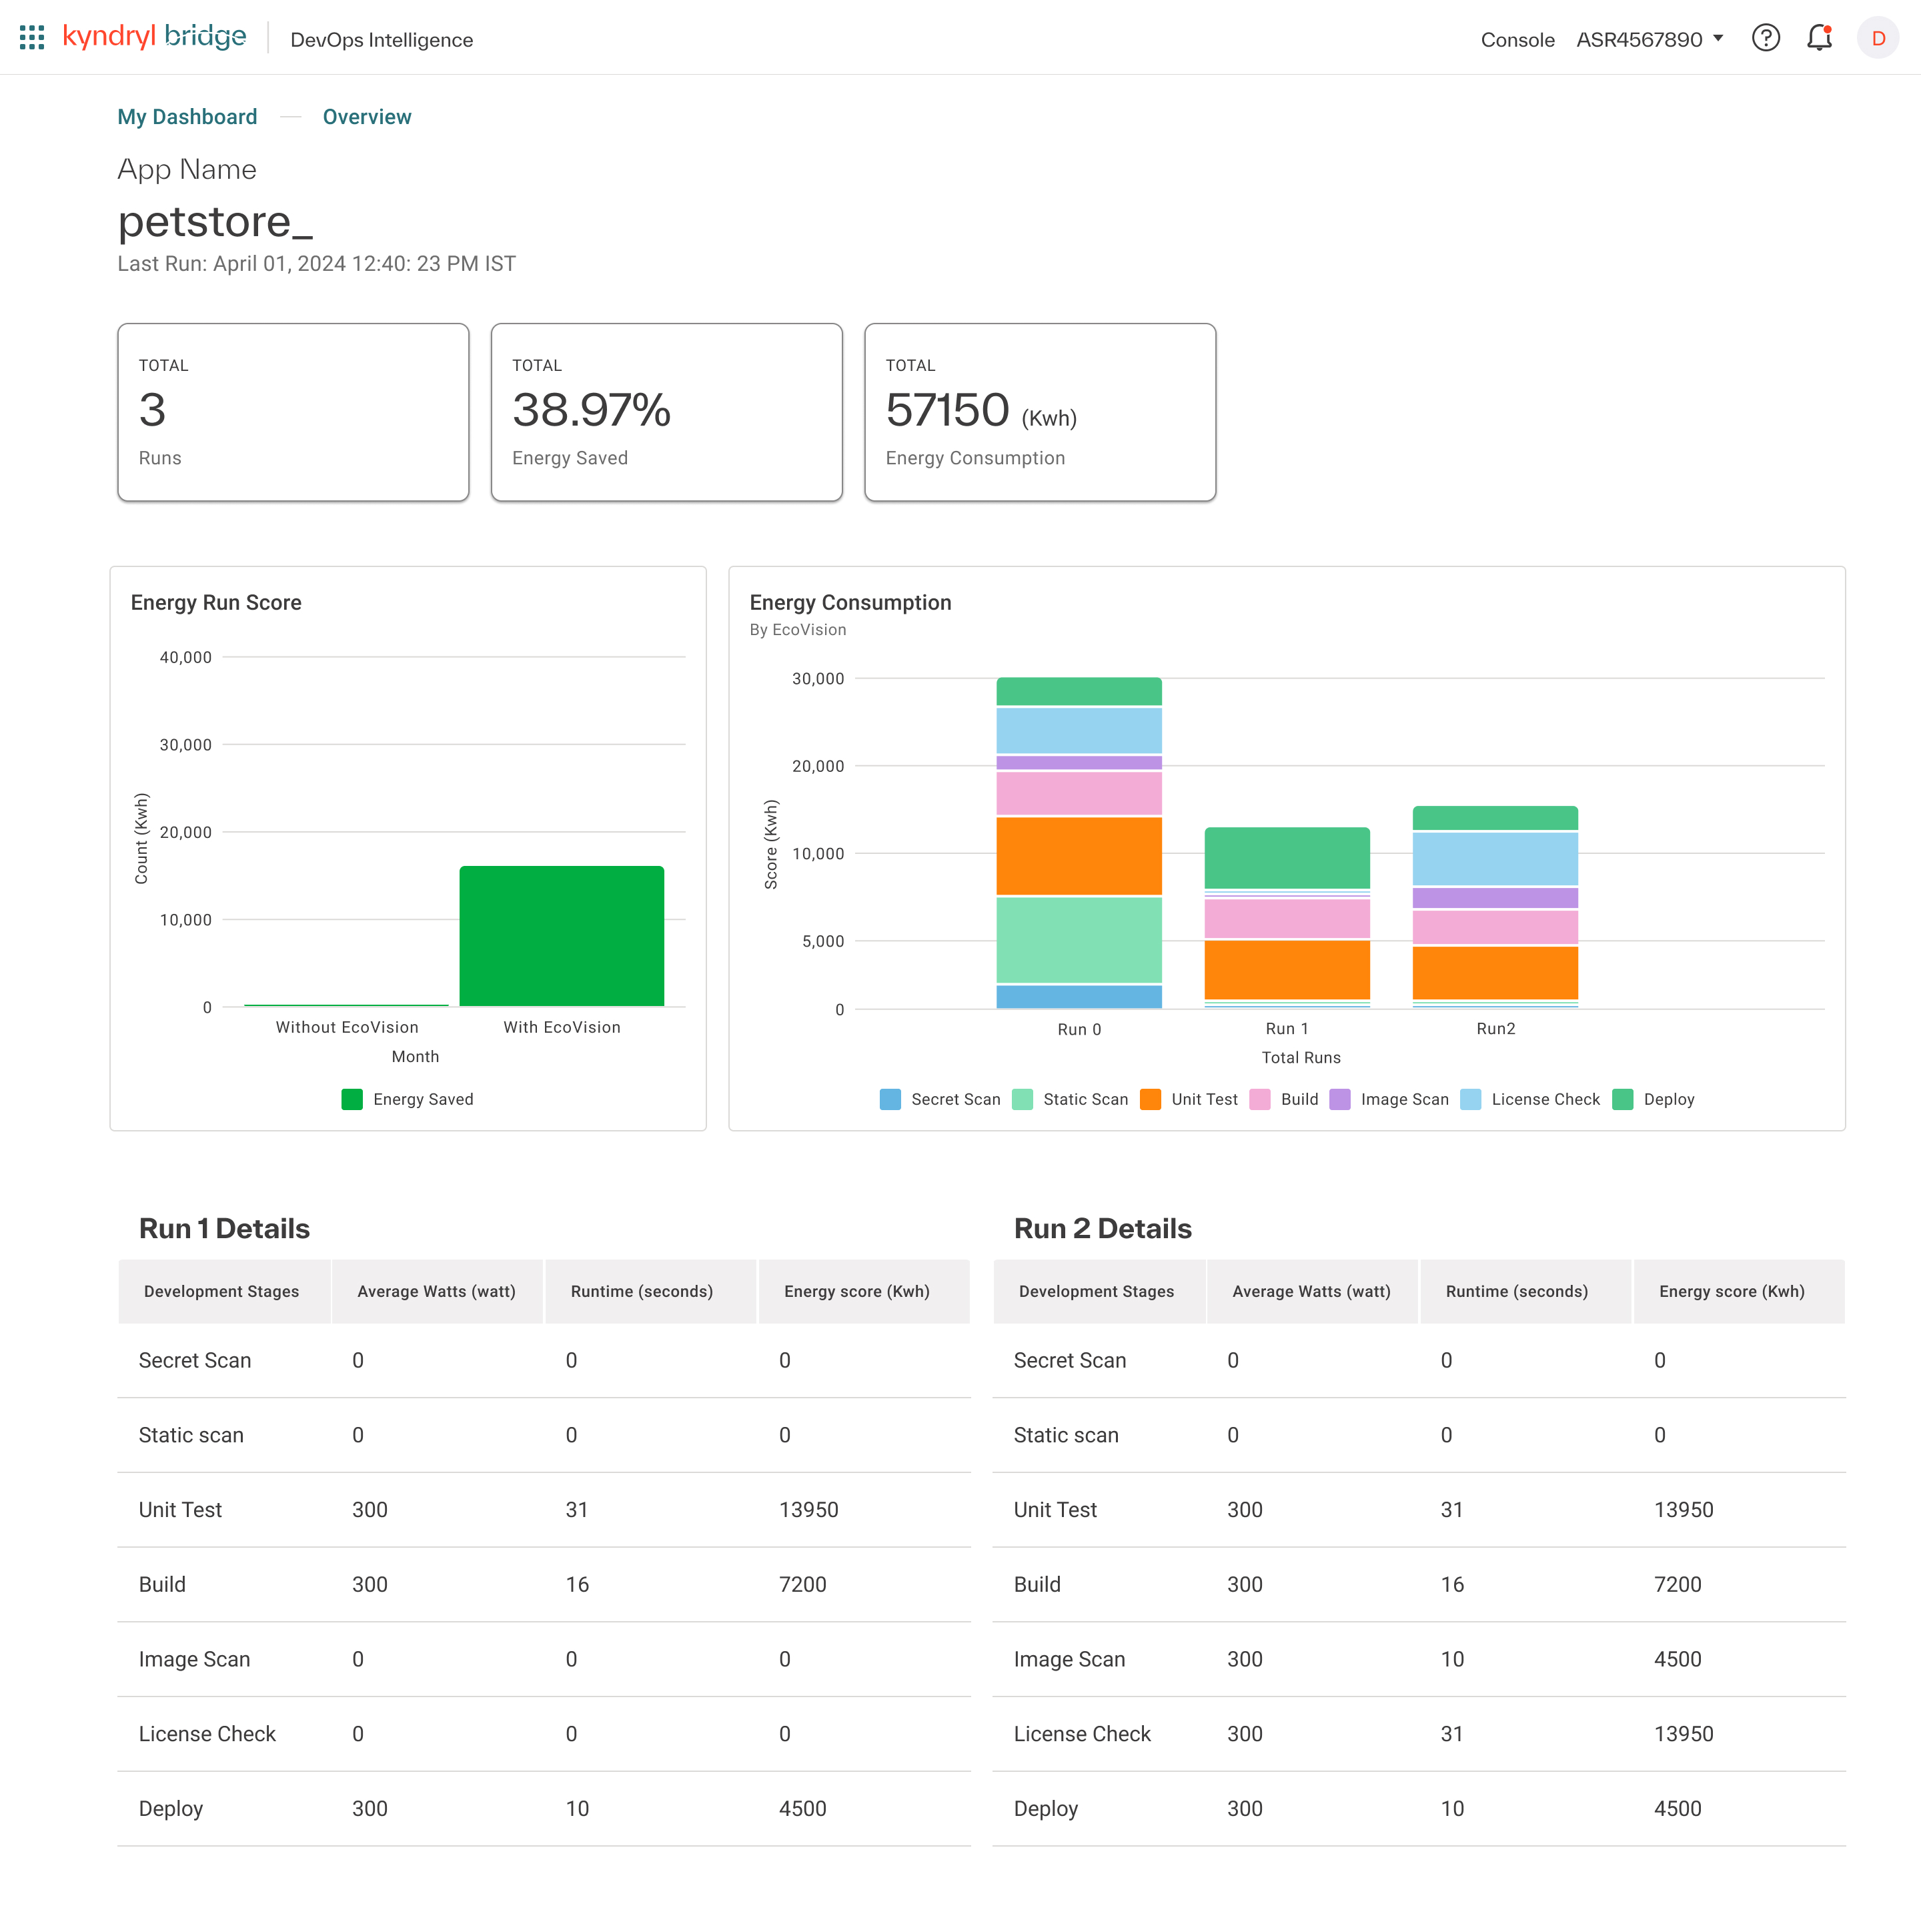 kyndryl bridge DevOps Intelligence Console ASR4567890 D
My Dashboard — Overview
App Name
petstore_
Last Run: April 01, 2024 12:40: 23 PM IST
TOTAL
3
Runs
TOTAL
38.97%
Energy Saved
TOTAL
57150 (Kwh)
Energy Consumption
Energy Run Score
Count (Kwh)
40,000
30,000
20,000
10,000
0
Without EcoVision With EcoVision
Month
Energy Saved
Energy Consumption
By EcoVision
Score (Kwh)
30,000
20,000
10,000
5,000
0
Run 0 Run 1 Run2
Total Runs
Secret Scan Static Scan Unit Test Build Image Scan License Check Deploy
Run 1 Details
Development Stages Average Watts (watt) Runtime (seconds) Energy score (Kwh)
Secret Scan 0 0 0
Static scan 0 0 0
Unit Test 300 31 13950
Build 300 16 7200
Image Scan 0 0 0
License Check 0 0 0
Deploy 300 10 4500
Run 2 Details
Development Stages Average Watts (watt) Runtime (seconds) Energy score (Kwh)
Secret Scan 0 0 0
Static scan 0 0 0
Unit Test 300 31 13950
Build 300 16 7200
Image Scan 300 10 4500
License Check 300 31 13950
Deploy 300 10 4500